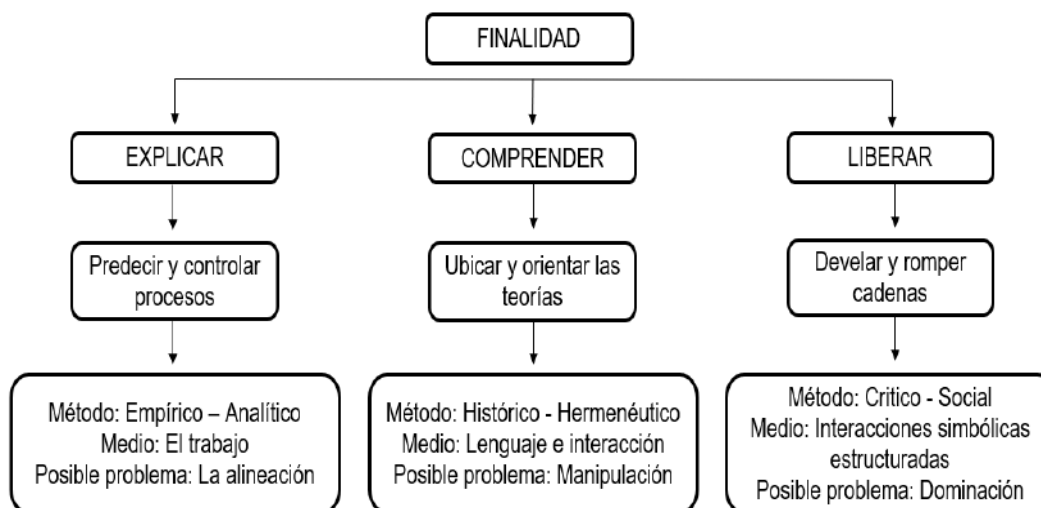 FINALIDAD
EXPLICAR
COMPRENDER
LIBERAR
Predecir y controlar
procesos
Ubicar y orientar las
teorías
Develar y romper
cadenas
Método: Empírico – Analítico
Medio: El trabajo
Posible problema: La alineación
Método: Histórico - Hermenéutico
Medio: Lenguaje e interacción
Posible problema: Manipulación
Método: Critico - Social
Medio: Interacciones simbólicas
estructuradas
Posible problema: Dominación